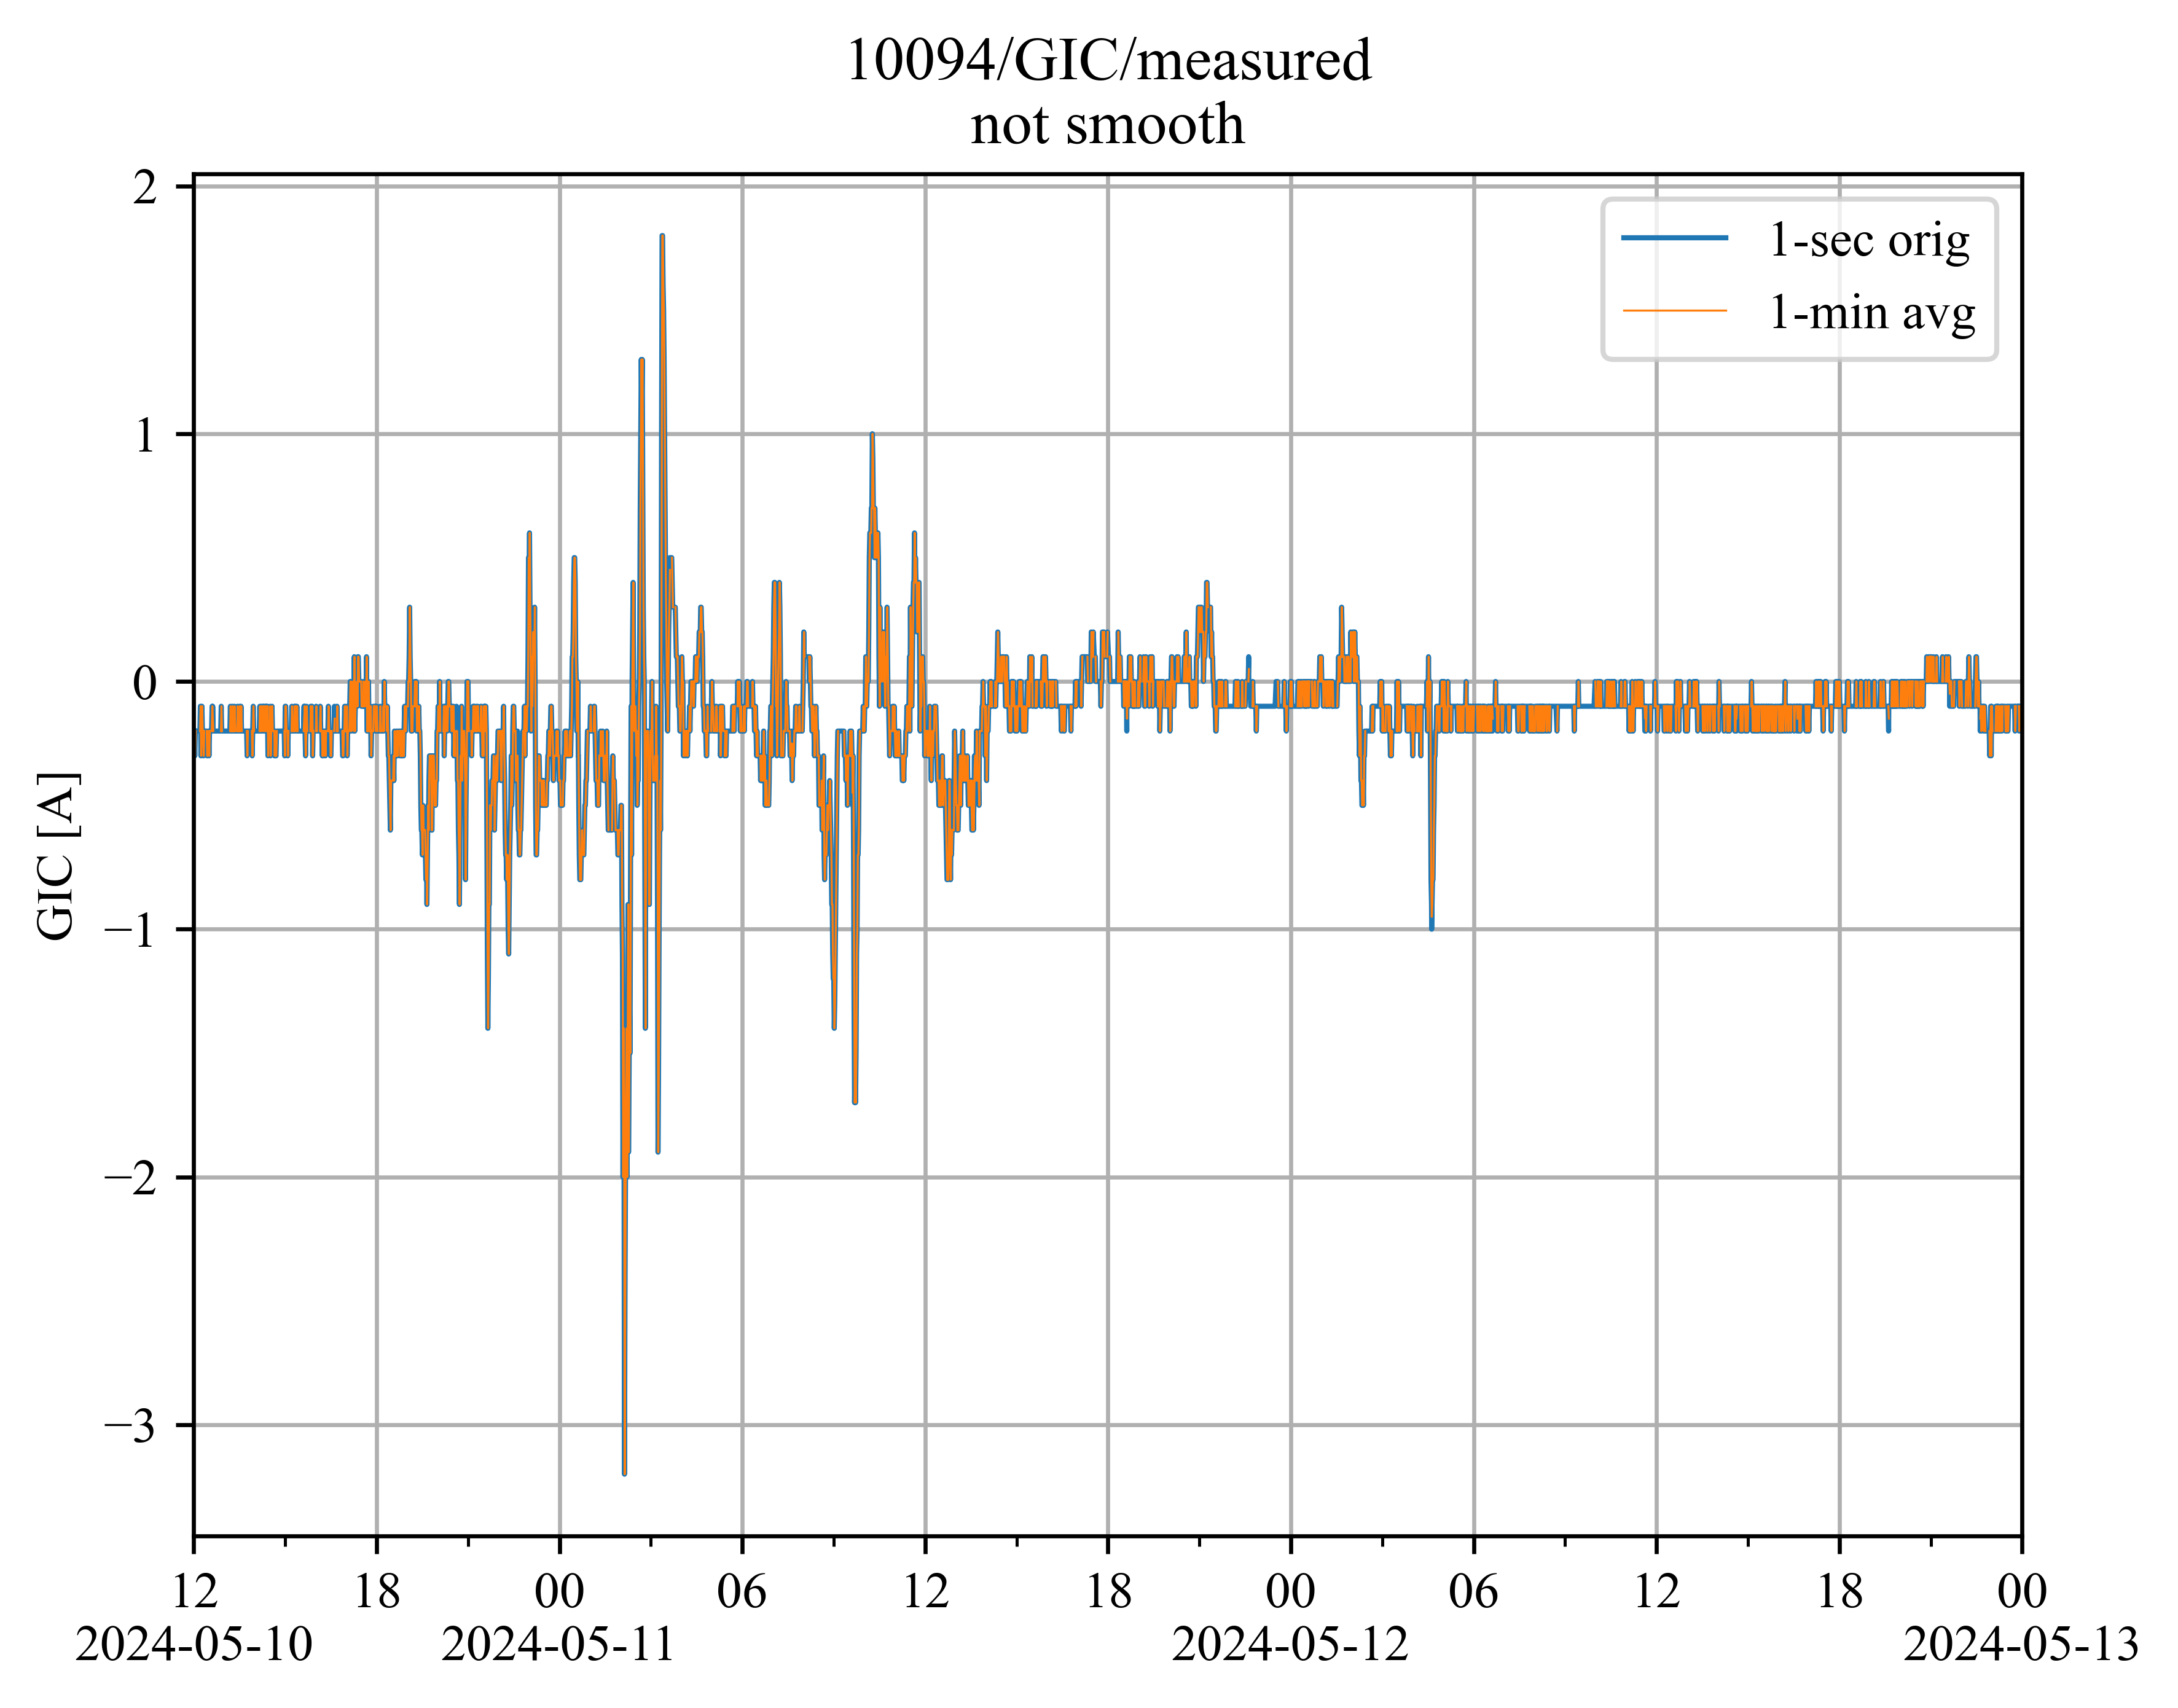 10094/GIC/measured
not smooth
1-sec orig
1-min avg
GIC [A]
2
1
0
−1
−2
−3
12 18 00 06 12 18 00 06 12 18 00
2024-05-10 2024-05-11 2024-05-12 2024-05-13